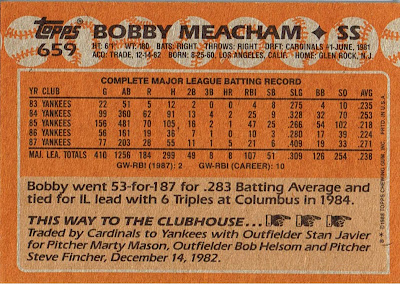 Topps
659
BOBBY MEACHAM ♦ SS
HT: 6'1" WT: 180 BATS: RIGHT THROWS: RIGHT DRAFT: CARDINALS #1-JUNE, 1981
ACQ: TRADE, 12-14-82 BORN: 8-25-60, LOS ANGELES, CALIF. HOME: GLEN ROCK, N.J.
COMPLETE MAJOR LEAGUE BATTING RECORD
YR CLUB G AB R H 2B 3B HR RBI SB SLG BB SO AVG
83 YANKEES 22 51 5 12 2 0 0 4 8 .275 4 10 .235
84 YANKEES 99 360 62 91 13 4 2 25 9 .328 32 70 .253
85 YANKEES 156 481 70 105 16 2 1 47 25 .266 54 102 .218
86 YANKEES 56 161 19 36 7 1 0 10 3 .280 17 39 .224
87 YANKEES 77 203 28 55 11 1 5 21 6 .409 19 33 .271
MAJ. LEA. TOTALS 410 1256 184 299 49 8 8 107 51 .309 126 254 .238
GW-RBI (1987): 2 GW-RBI (CAREER): 10
Bobby went 53-for-187 for .283 Batting Average and
tied for IL lead with 6 Triples at Columbus in 1984.
THIS WAY TO THE CLUBHOUSE...
Traded by Cardinals to Yankees with Outfielder Stan Javier
for Pitcher Marty Mason, Outfielder Bob Helsom and Pitcher
Steve Fincher, December 14, 1982.
© 1988 TOPPS CHEWING GUM, INC. PRTD. IN U.S.A.